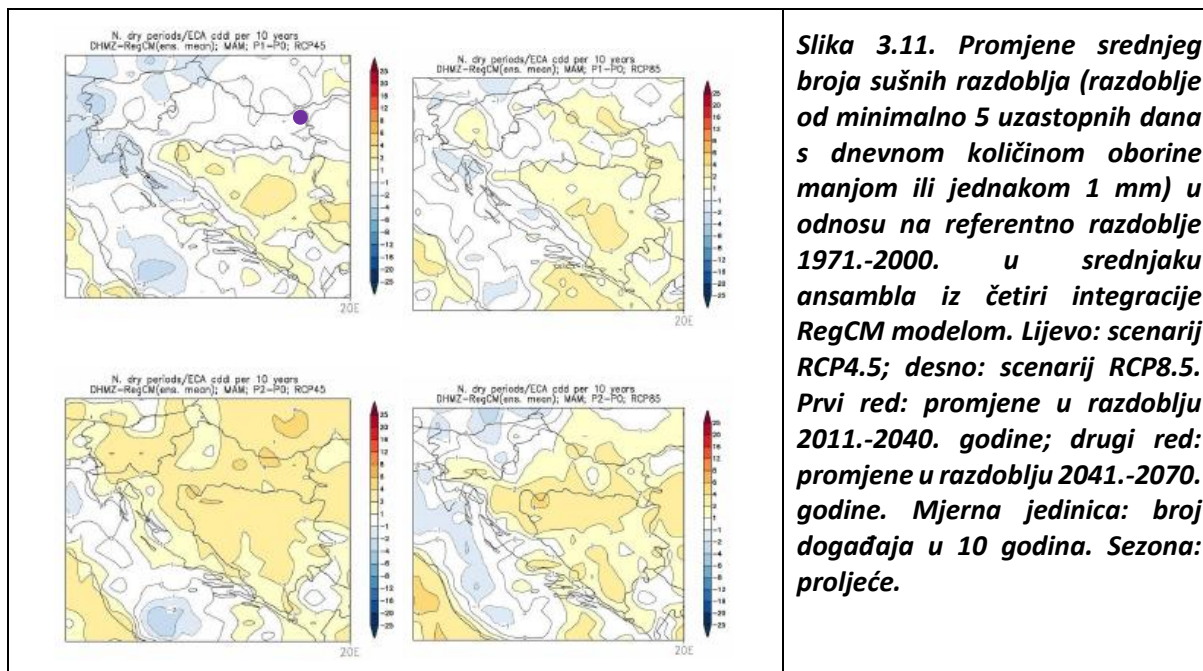 N. dry periods/ECA cdd per 10 years
DHMZ-RegCM(ens. mean); MAM; P1-P0; RCP45
20E
N. dry periods/ECA cdd per 10 years
DHMZ-RegCM(ens. mean); MAM; P1-P0; RCP85
20E
N. dry periods/ECA cdd per 10 years
DHMZ-RegCM(ens. mean); MAM; P2-P0; RCP45
20E
N. dry periods/ECA cdd per 10 years
DHMZ-RegCM(ens. mean); MAM; P2-P0; RCP85
20E
Slika 3.11. Promjene srednjeg
broja sušnih razdoblja (razdoblje
od minimalno 5 uzastopnih dana
s dnevnom količinom oborine
manjom ili jednakom 1 mm) u
odnosu na referentno razdoblje
1971.-2000. u srednjaku
ansambla iz četiri integracije
RegCM modelom. Lijevo: scenarij
RCP4.5; desno: scenarij RCP8.5.
Prvi red: promjene u razdoblju
2011.-2040. godine; drugi red:
promjene u razdoblju 2041.-2070.
godine. Mjerna jedinica: broj
događaja u 10 godina. Sezona:
proljeće.